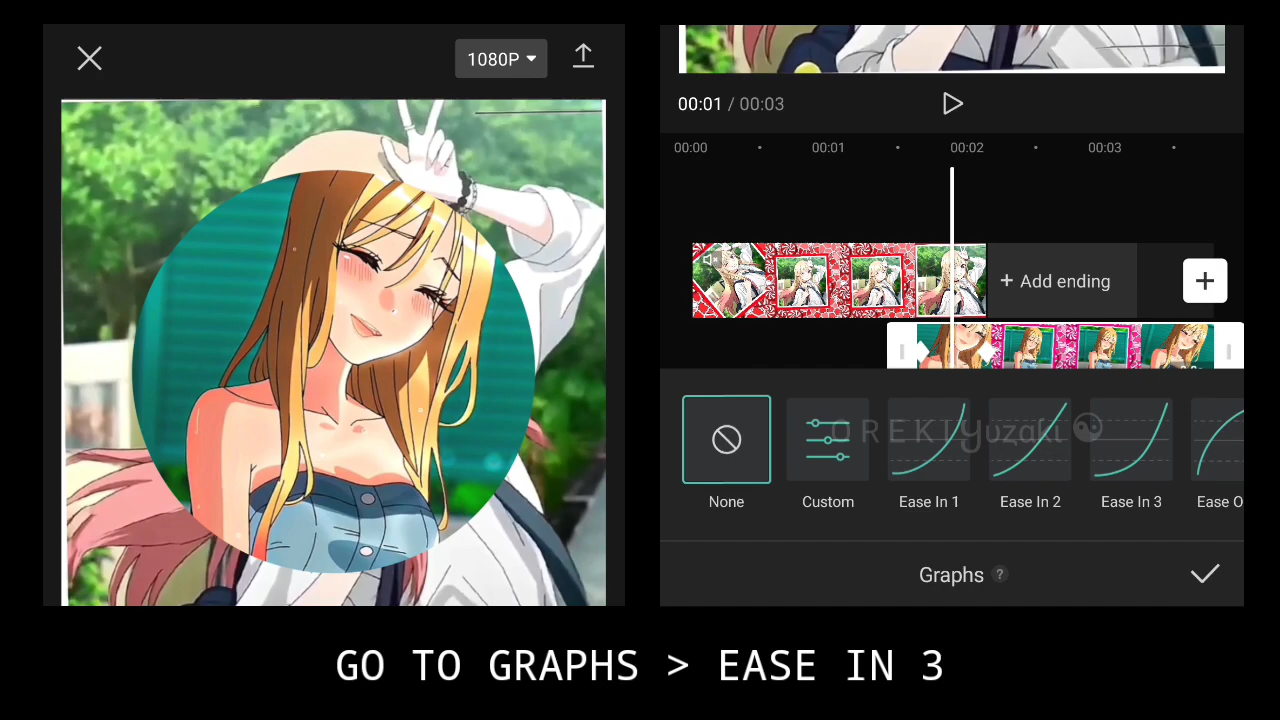 1080P
00:01 / 00:03
00:00 00:01 00:02 00:03
+ Add ending
+
OREKIyuzaki
None Custom Ease In 1 Ease In 2 Ease In 3 Ease O
Graphs ?
GO TO GRAPHS > EASE IN 3